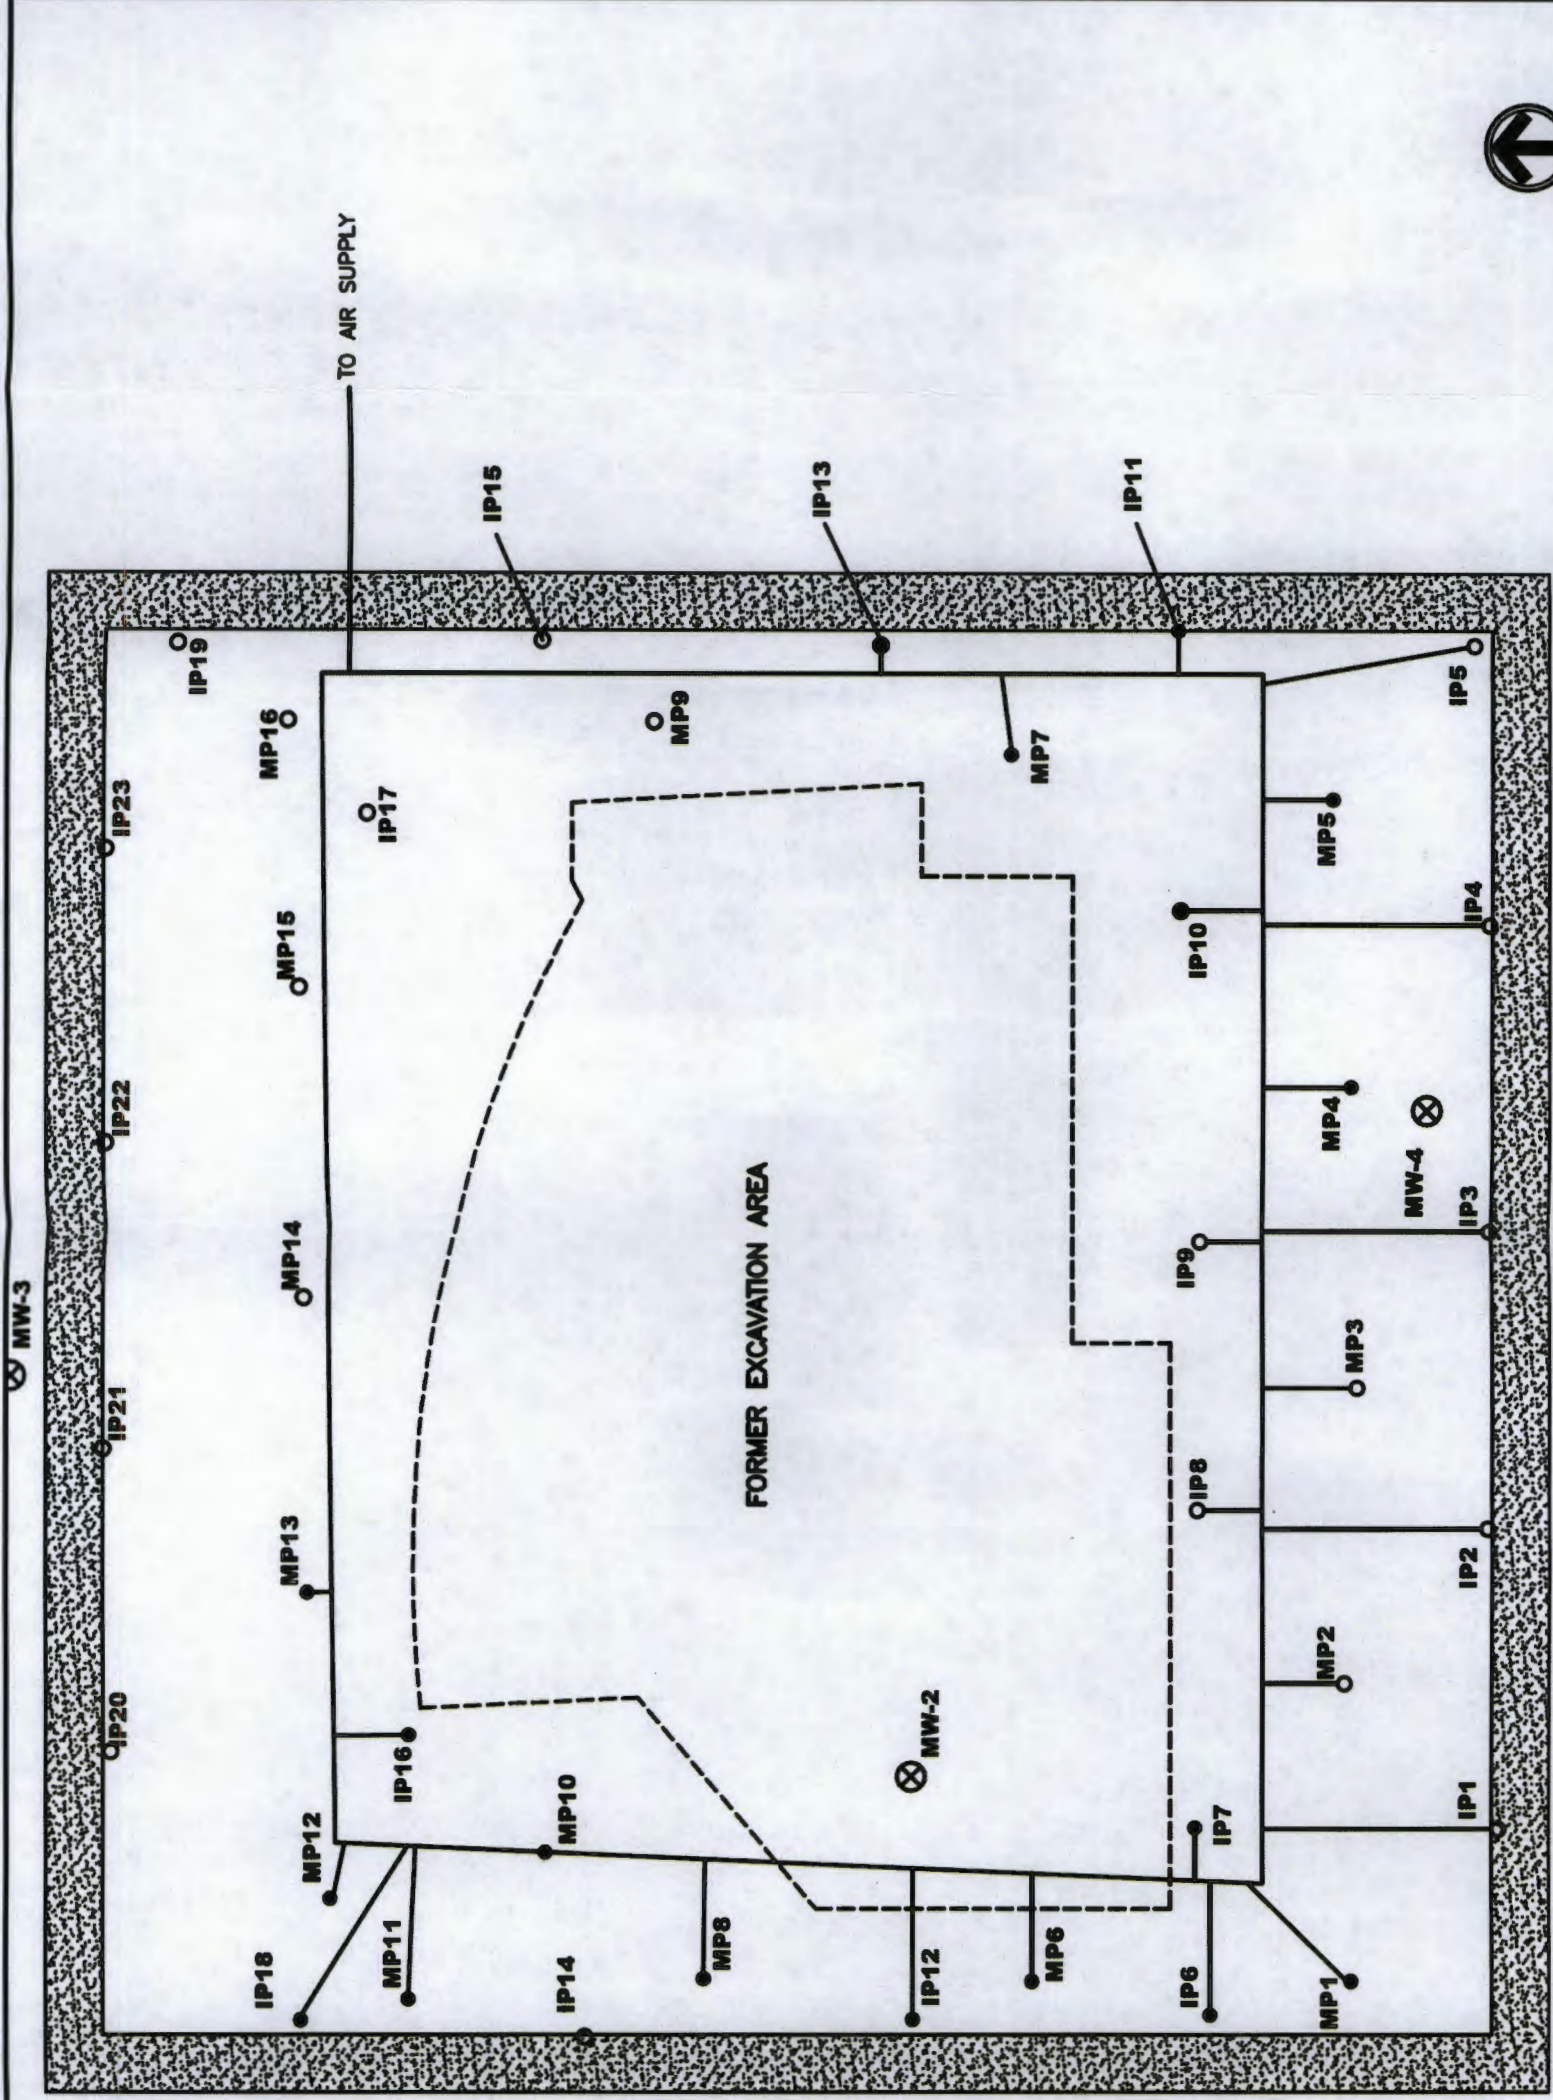 MW-3
IP20
IP21
IP22
IP23
IP19
MP12
MP13
MP14
MP15
MP16
TO AIR SUPPLY
IP18
MP11
IP16
IP17
IP14
MP10
IP15
MP8
MP9
FORMER EXCAVATION AREA
IP13
IP12
MW-2
MP6
MP7
IP11
IP6
IP7
IP8
IP9
IP10
MP1
MP2
MP3
MP4
MP5
MW-4
IP1
IP2
IP3
IP4
IP5